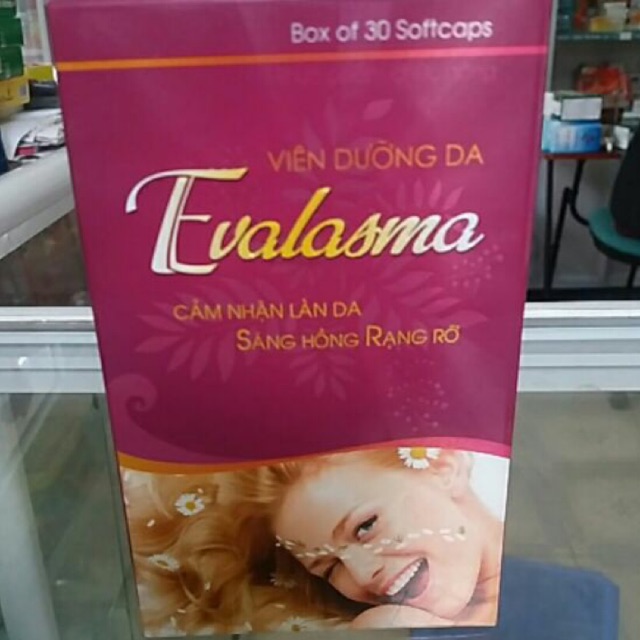 Box of 30 Softcaps
VIÊN DƯỠNG DA
Evalasma
CẢM NHẬN LÀN DA
SÁNG HỒNG RẠNG RỠ